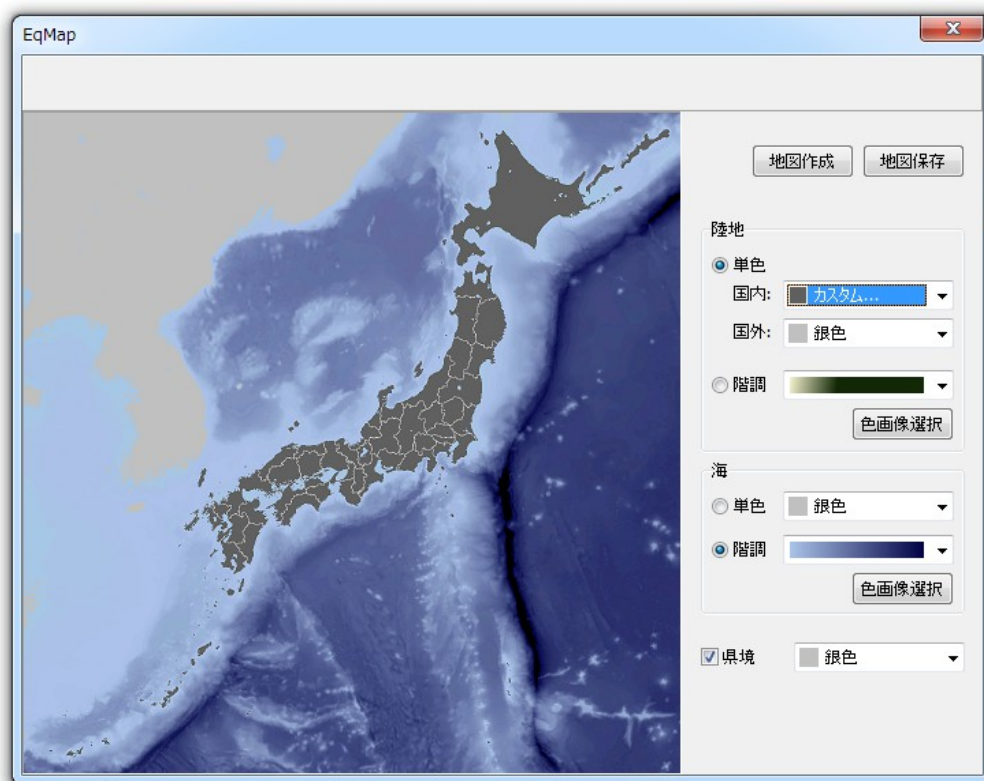 EqMap
地図作成 地図保存
陸地
単色
国内: カスタム...
国外: 銀色
階調
色画像選択
海
単色 銀色
階調
色画像選択
県境 銀色